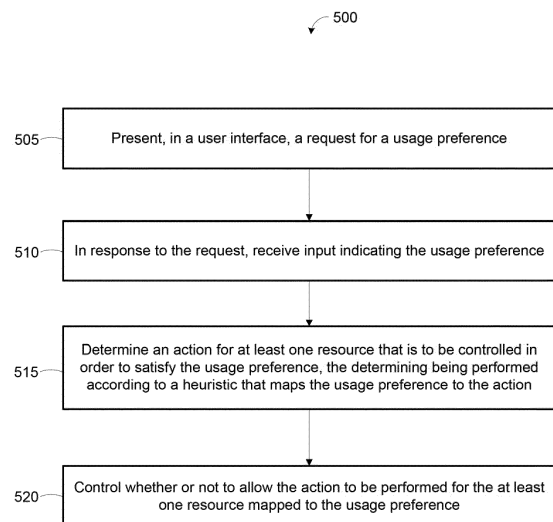 500
505
Present, in a user interface, a request for a usage preference
510
In response to the request, receive input indicating the usage preference
515
Determine an action for at least one resource that is to be controlled in
order to satisfy the usage preference, the determining being performed
according to a heuristic that maps the usage preference to the action
520
Control whether or not to allow the action to be performed for the at least
one resource mapped to the usage preference